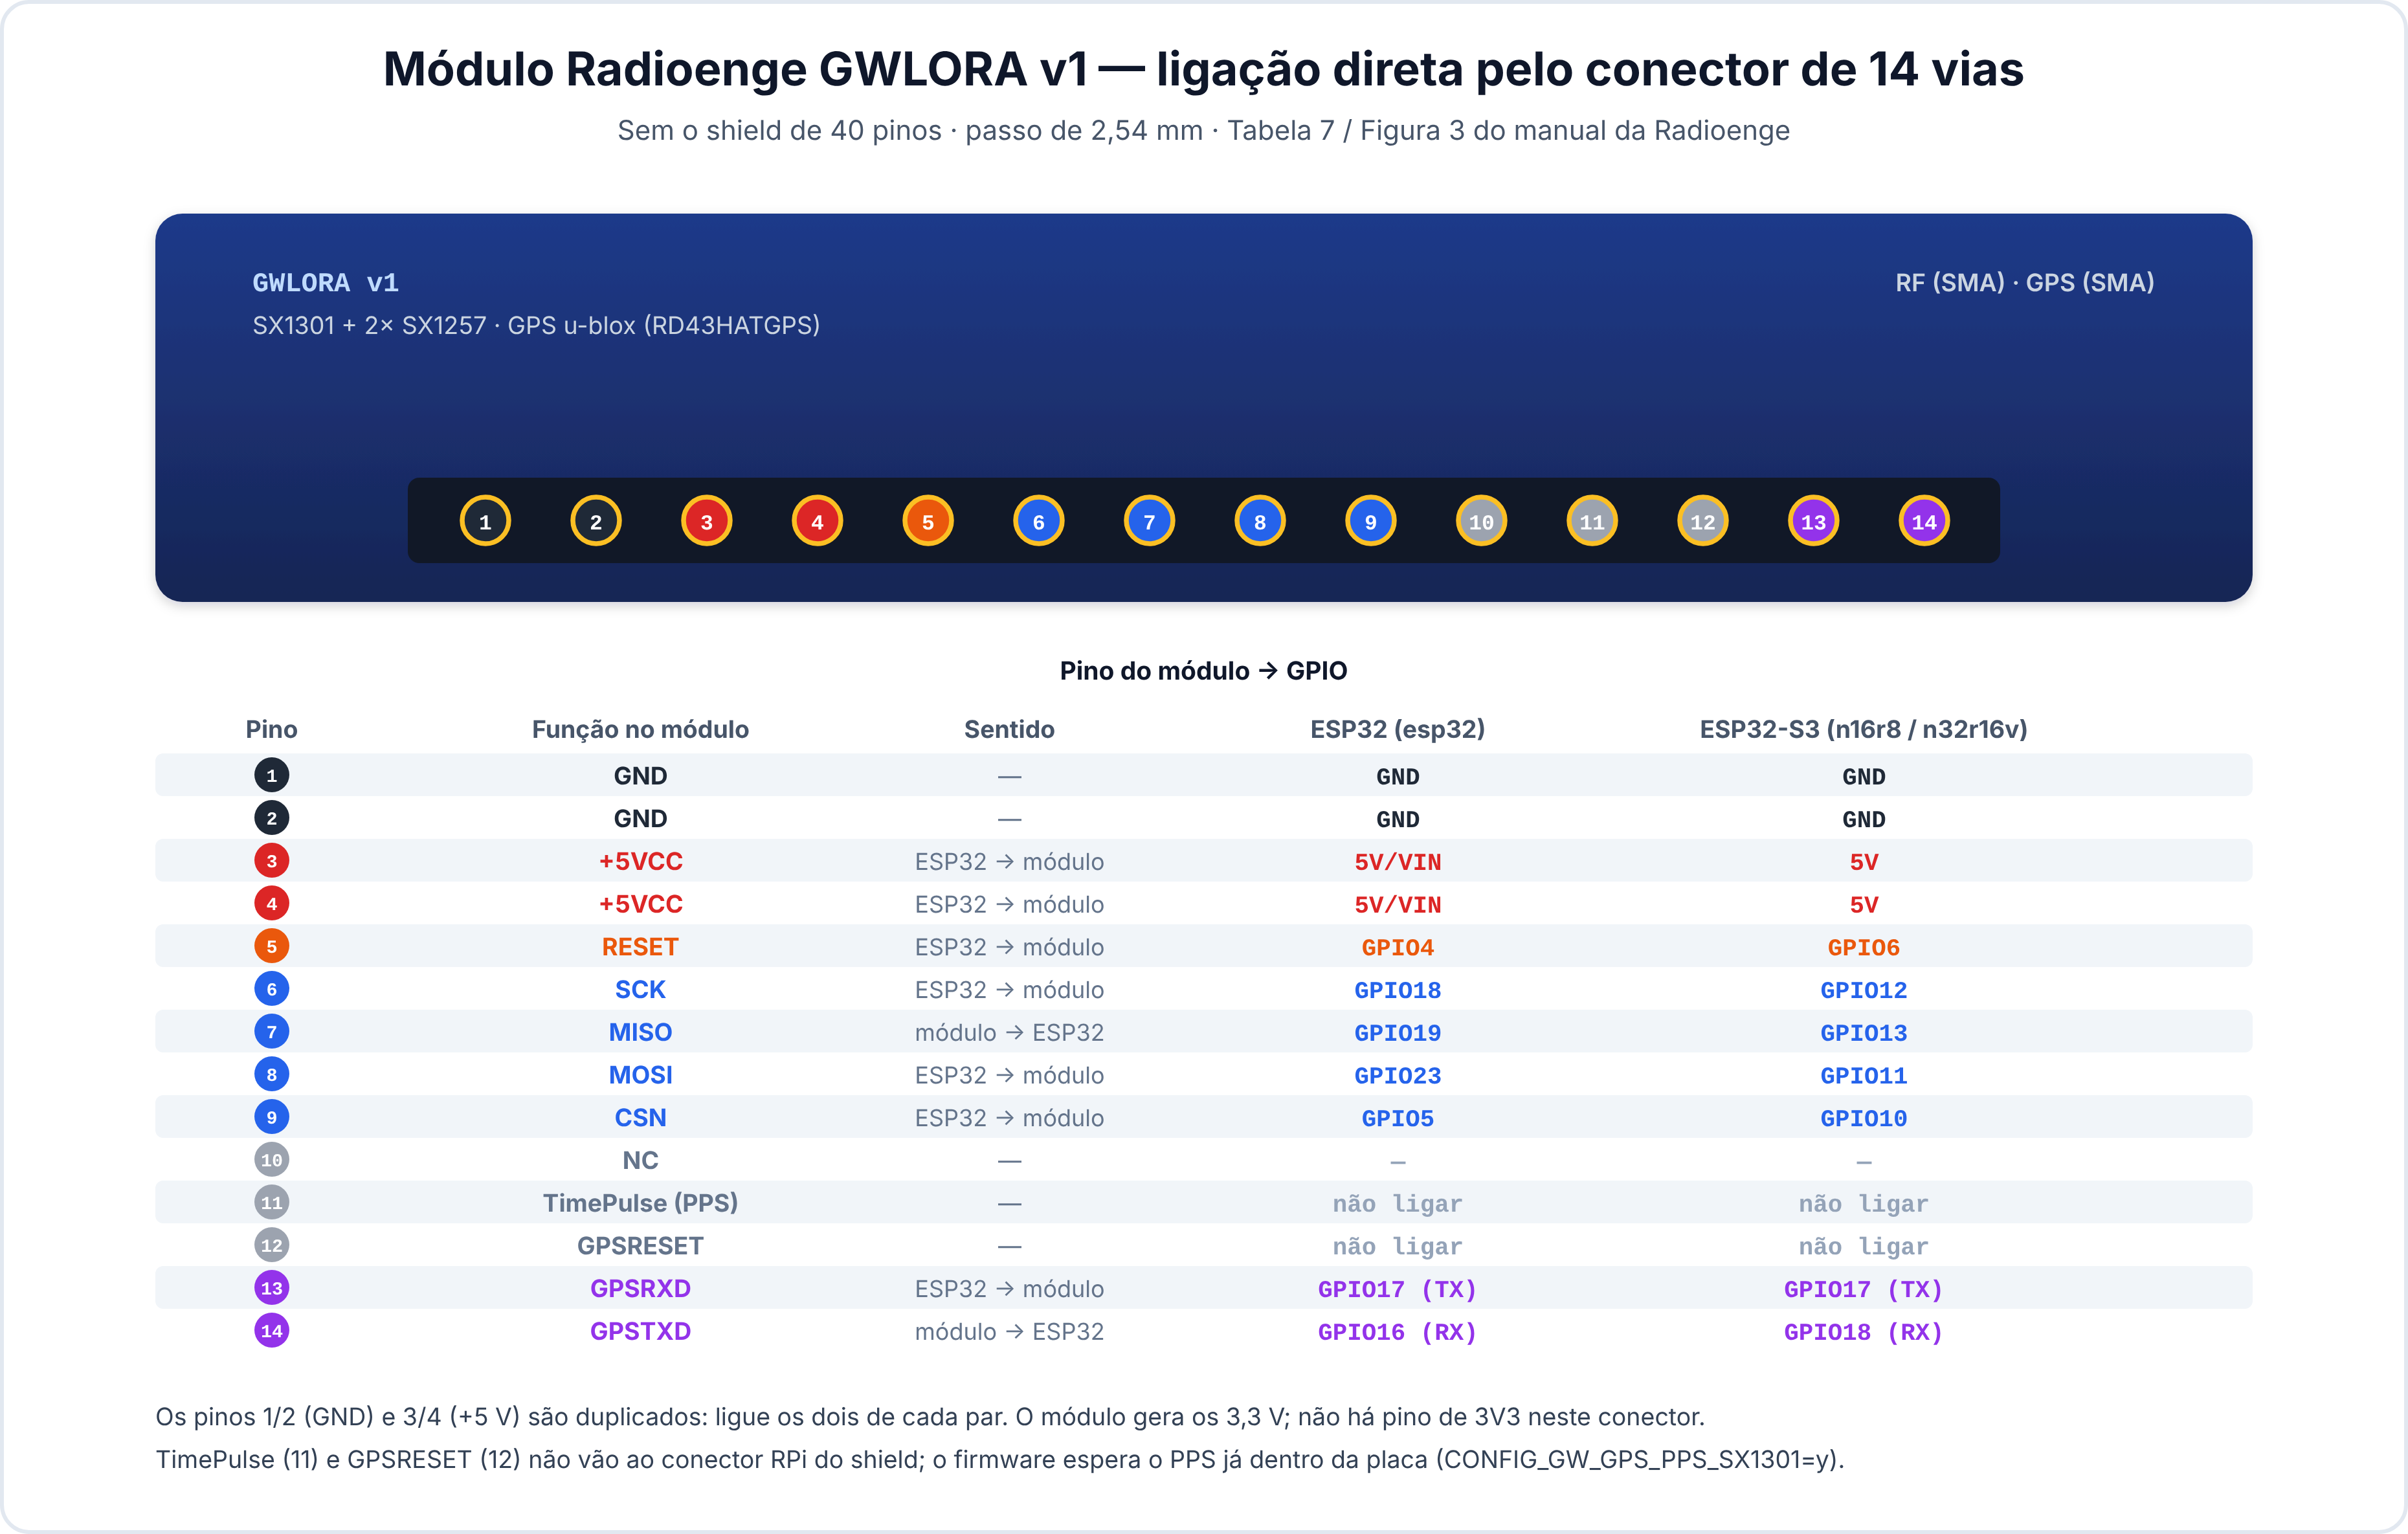 Módulo Radioenge GWLORA v1 — ligação direta pelo conector de 14 vias
Sem o shield de 40 pinos · passo de 2,54 mm · Tabela 7 / Figura 3 do manual da Radioenge
GWLORA v1
RF (SMA) · GPS (SMA)
SX1301 + 2× SX1257 · GPS u-blox (RD43HATGPS)
1 2 3 4 5 6 7 8 9 10 11 12 13 14
Pino do módulo → GPIO
Pino Função no módulo Sentido ESP32 (esp32) ESP32-S3 (n16r8 / n32r16v)
1 GND — GND GND
2 GND — GND GND
3 +5VCC ESP32 → módulo 5V/VIN 5V
4 +5VCC ESP32 → módulo 5V/VIN 5V
5 RESET ESP32 → módulo GPIO4 GPIO6
6 SCK ESP32 → módulo GPIO18 GPIO12
7 MISO módulo → ESP32 GPIO19 GPIO13
8 MOSI ESP32 → módulo GPIO23 GPIO11
9 CSN ESP32 → módulo GPIO5 GPIO10
10 NC — — —
11 TimePulse (PPS) — não ligar não ligar
12 GPSRESET — não ligar não ligar
13 GPSRXD ESP32 → módulo GPIO17 (TX) GPIO17 (TX)
14 GPSTXD módulo → ESP32 GPIO16 (RX) GPIO18 (RX)
Os pinos 1/2 (GND) e 3/4 (+5 V) são duplicados: ligue os dois de cada par. O módulo gera os 3,3 V; não há pino de 3V3 neste conector.
TimePulse (11) e GPSRESET (12) não vão ao conector RPi do shield; o firmware espera o PPS já dentro da placa (CONFIG_GW_GPS_PPS_SX1301=y).